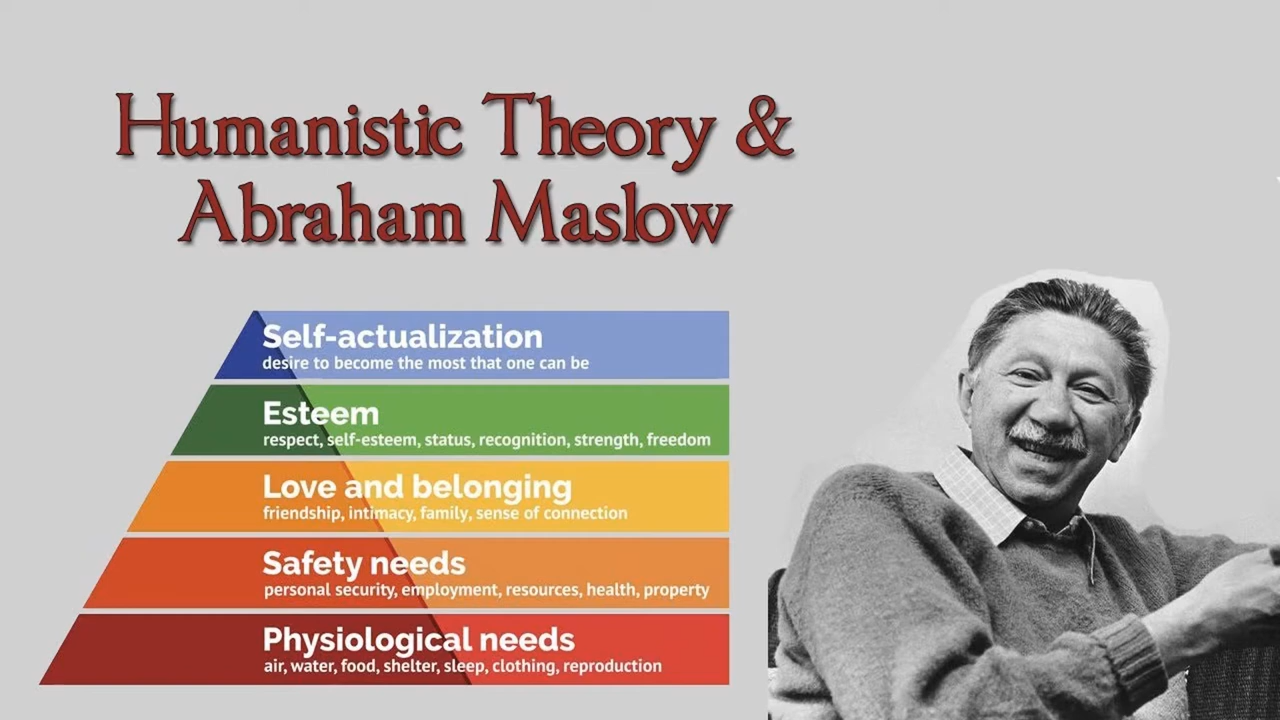 Humanistic Theory &
Abraham Maslow
Self-actualization
desire to become the most that one can be
Esteem
respect, self-esteem, status, recognition, strength, freedom
Love and belonging
friendship, intimacy, family, sense of connection
Safety needs
personal security, employment, resources, health, property
Physiological needs
air, water, food, shelter, sleep, clothing, reproduction